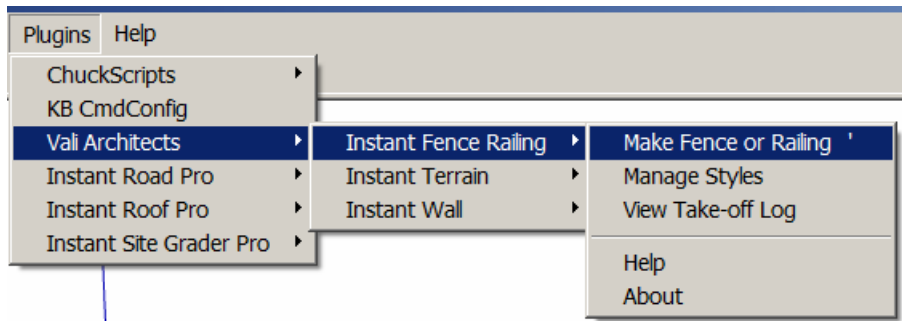 Plugins Help
ChuckScripts
KB CmdConfig
Vali Architects
Instant Road Pro
Instant Roof Pro
Instant Site Grader Pro
Instant Fence Railing
Instant Terrain
Instant Wall
Make Fence or Railing '
Manage Styles
View Take-off Log
Help
About